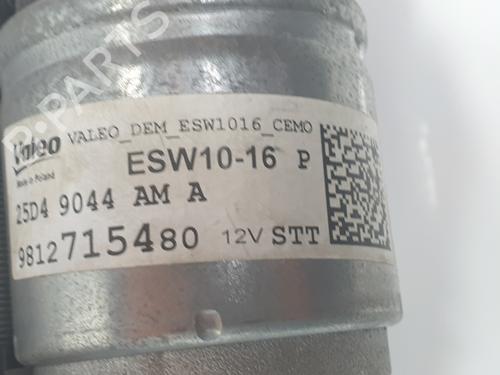 B-PARTS
Valeo
VALEO_DEM_ESW1016_CEMO
Made in Poland
ESW10-16 P
25D4 9044 AM A
9812715480 12V STT